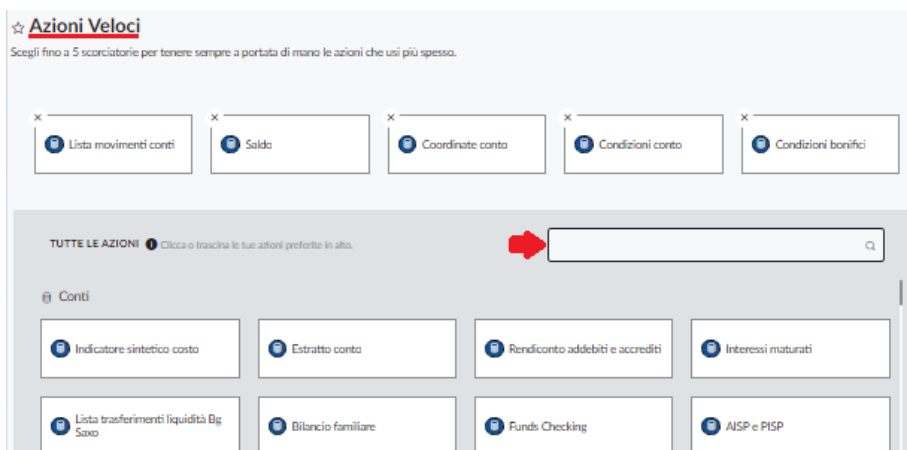 Azioni Veloci
Scegli fino a 5 scorciatorie per tenere sempre a portata di mano le azioni che usi più spesso.
Lista movimenti conti
Saldo
Coordinate conto
Condizioni conto
Condizioni bonifici
TUTTE LE AZIONI Clicca o trascina le tue azioni preferite in alto.
Conti
Indicatore sintetico costo
Estratto conto
Rendiconto addebiti e accrediti
Interessi maturati
Lista trasferimenti liquidità Bg
Saxo
Bilancio familiare
Funds Checking
AISP e PISP